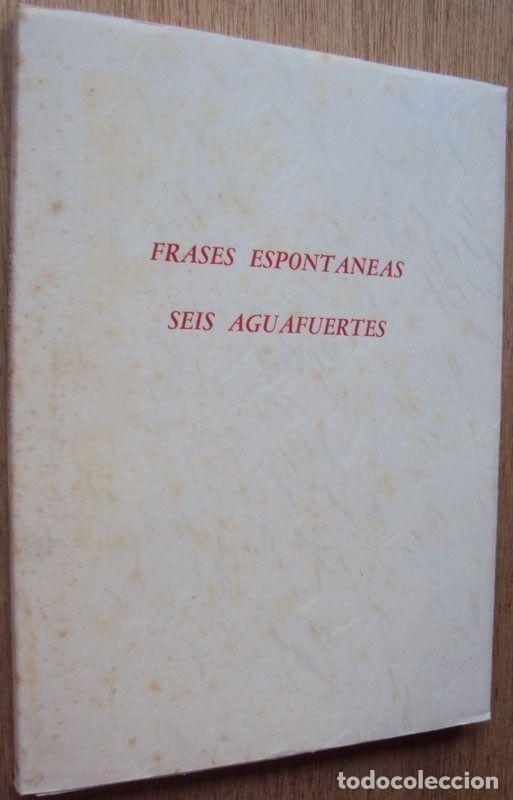 FRASES ESPONTANEAS
SEIS AGUAFUERTES
todocoleccion